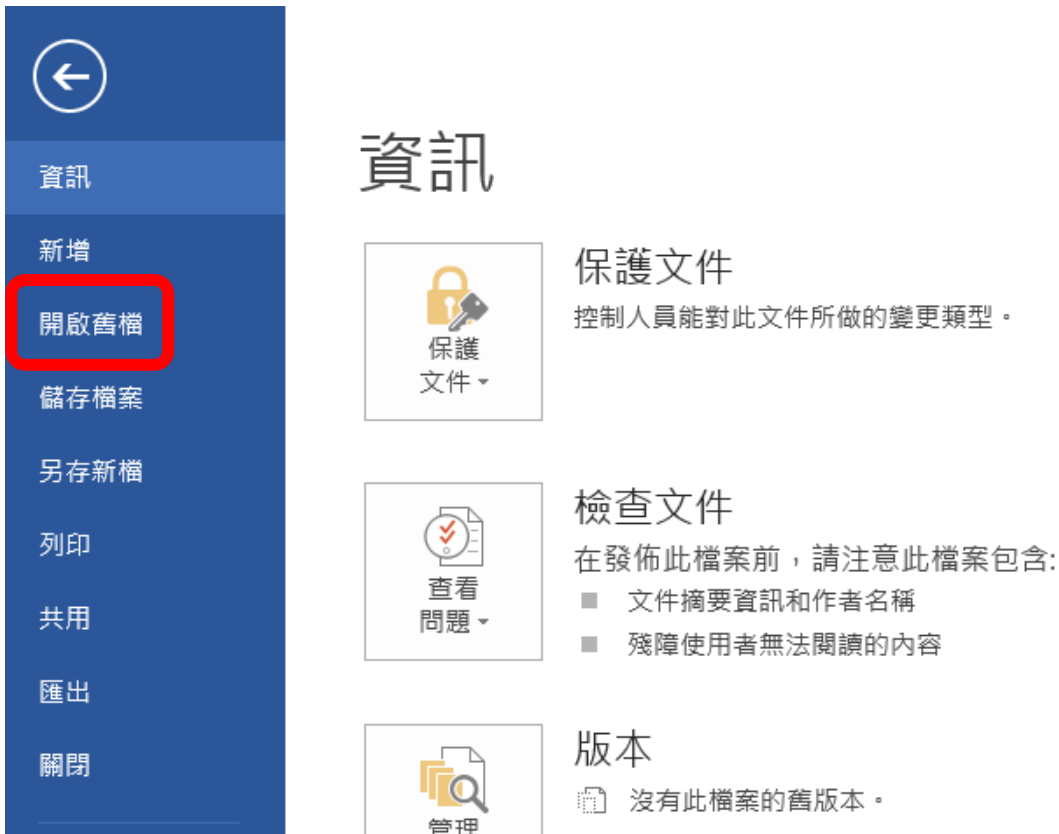 資訊
新增
開啟舊檔
儲存檔案
另存新檔
列印
共用
匯出
關閉
資訊
保護
文件
保護文件
控制人員能對此文件所做的變更類型。
查看
問題
檢查文件
在發佈此檔案前，請注意此檔案包含:
文件摘要資訊和作者名稱
殘障使用者無法閱讀的內容
管理
版本
沒有此檔案的舊版本。